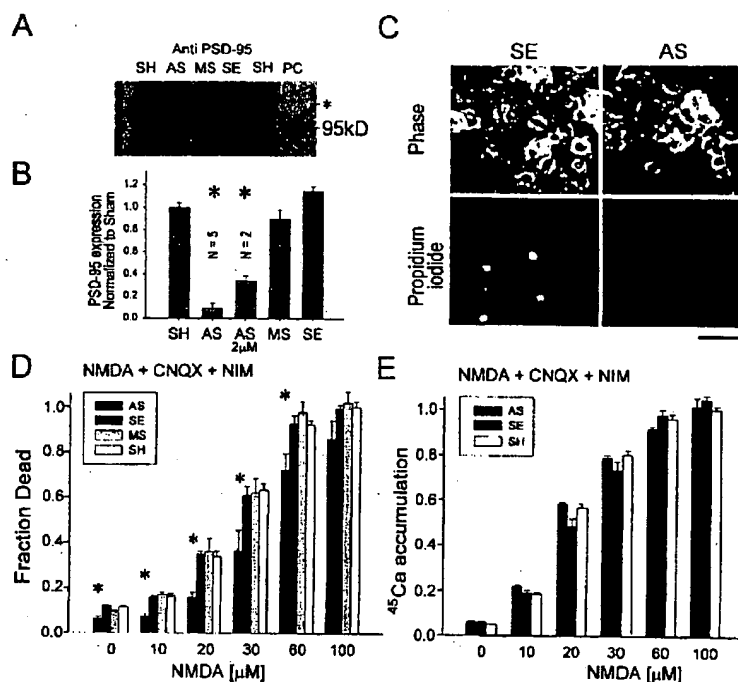 A
Anti PSD-95
SH AS MS SE SH PC
*
95kD
B
PSD-95 expression
Normalized to Sham
1.2
1.0
0.8
0.6
0.4
0.2
0.0
* *
N = 5
N = 2
SH AS AS MS SE
2μM
C
SE AS
Phase
Propidium
iodide
D
NMDA + CNQX + NIM
AS
SE
MS
SH
Fraction Dead
1.0
0.8
0.6
0.4
0.2
0.0
* * * * *
0 10 20 30 60 100
NMDA [μM]
E
NMDA + CNQX + NIM
AS
SE
SH
45Ca accumulation
1.0
0.8
0.6
0.4
0.2
0.0
0 10 20 30 60 100
NMDA [μM]